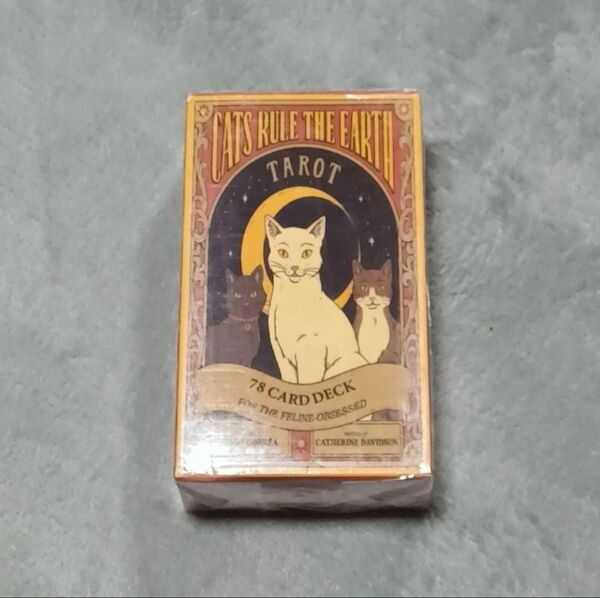 CATS RULE THE EARTH
TAROT
78 CARD DECK
FOR THE FELINE-OBSESSED
CATHERINE DAVIDSON